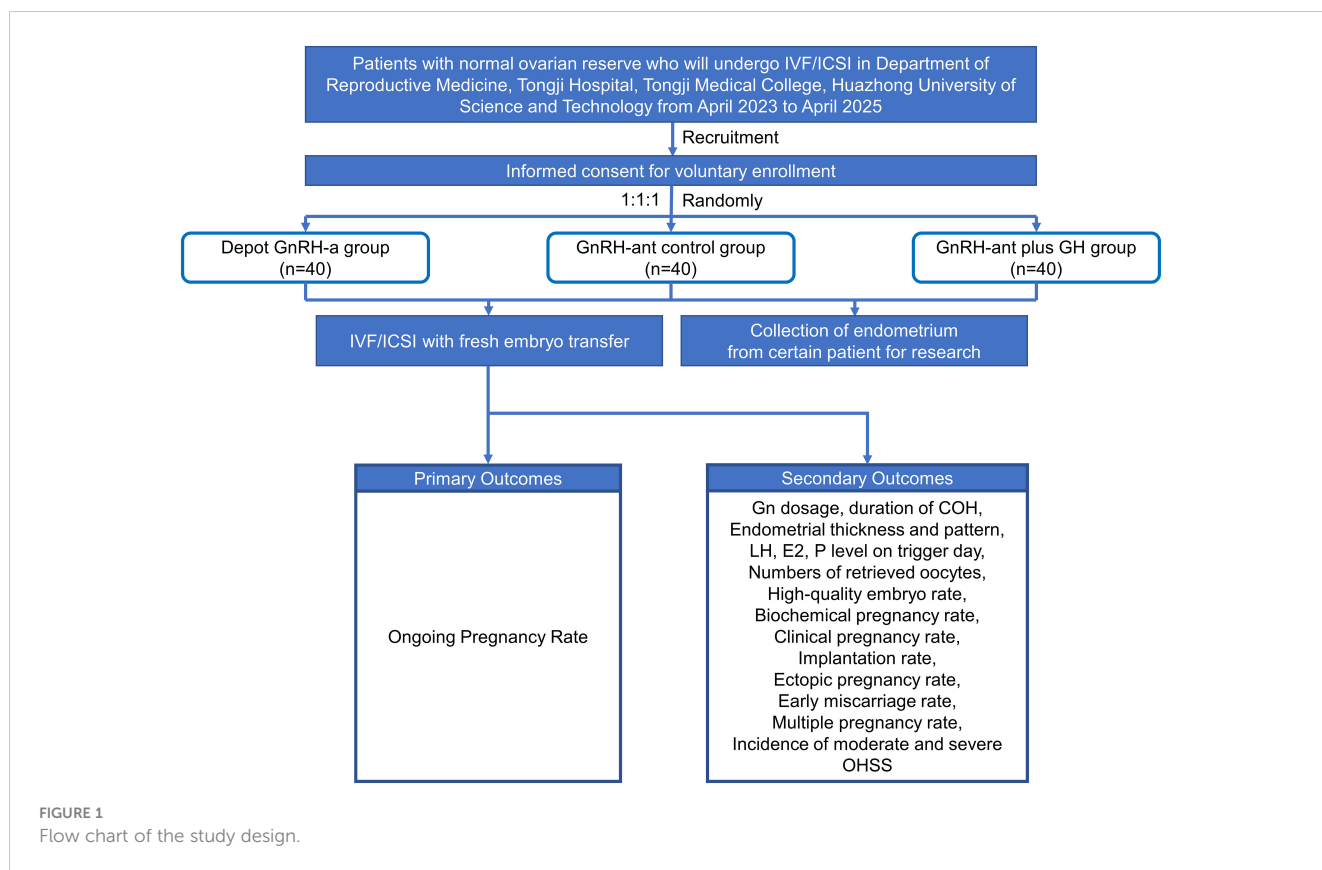 Patients with normal ovarian reserve who will undergo IVF/ICSI in Department of
Reproductive Medicine, Tongji Hospital, Tongji Medical College, Huazhong University of
Science and Technology from April 2023 to April 2025
Recruitment
Informed consent for voluntary enrollment
1:1:1
Randomly
Depot GnRH-a group
(n=40)
GnRH-ant control group
(n=40)
GnRH-ant plus GH group
(n=40)
IVF/ICSI with fresh embryo transfer
Collection of endometrium
from certain patient for research
Primary Outcomes
Ongoing Pregnancy Rate
Secondary Outcomes
Gn dosage, duration of COH,
Endometrial thickness and pattern,
LH, E2, P level on trigger day,
Numbers of retrieved oocytes,
High-quality embryo rate,
Biochemical pregnancy rate,
Clinical pregnancy rate,
Implantation rate,
Ectopic pregnancy rate,
Early miscarriage rate,
Multiple pregnancy rate,
Incidence of moderate and severe
OHSS
FIGURE 1
Flow chart of the study design.